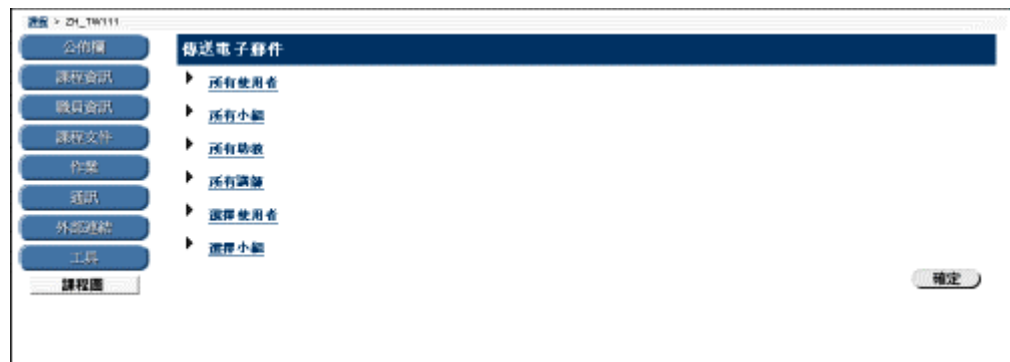 課程 > ZH_TW111
公佈欄
課程資訊
職員資訊
課程文件
作業
通訊
外部連結
工具
課程圖
傳送電子郵件
所有使用者
所有小組
所有助教
所有講師
選擇使用者
選擇小組
確定